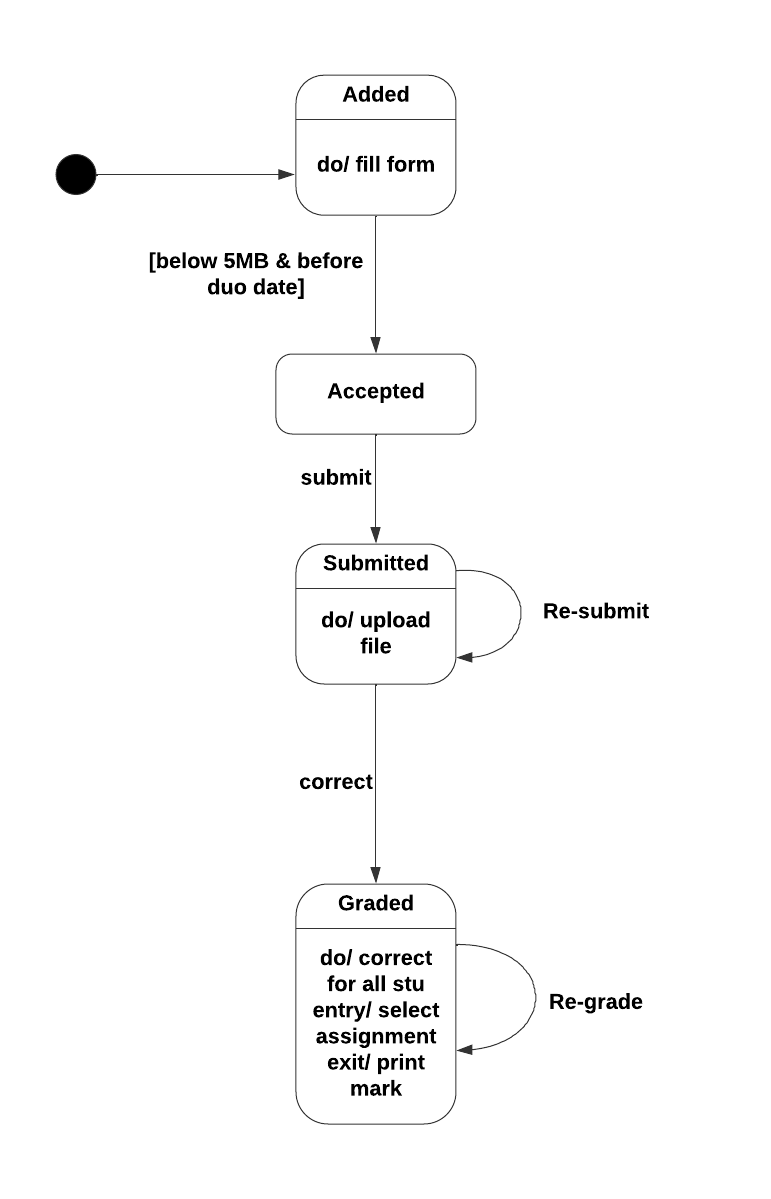 Added
do/ fill form
[below 5MB & before
duo date]
Accepted
submit
Submitted
do/ upload
file
Re-submit
correct
Graded
do/ correct
for all stu
entry/ select
assignment
exit/ print
mark
Re-grade